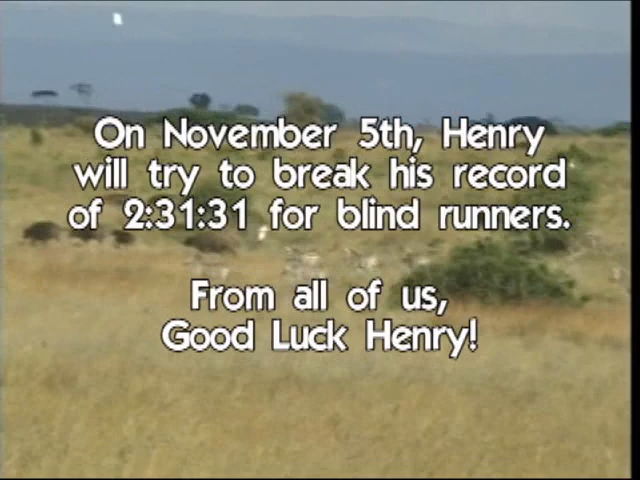 On November 5th, Henry
will try to break his record
of 2:31:31 for blind runners.
From all of us,
Good Luck Henry!